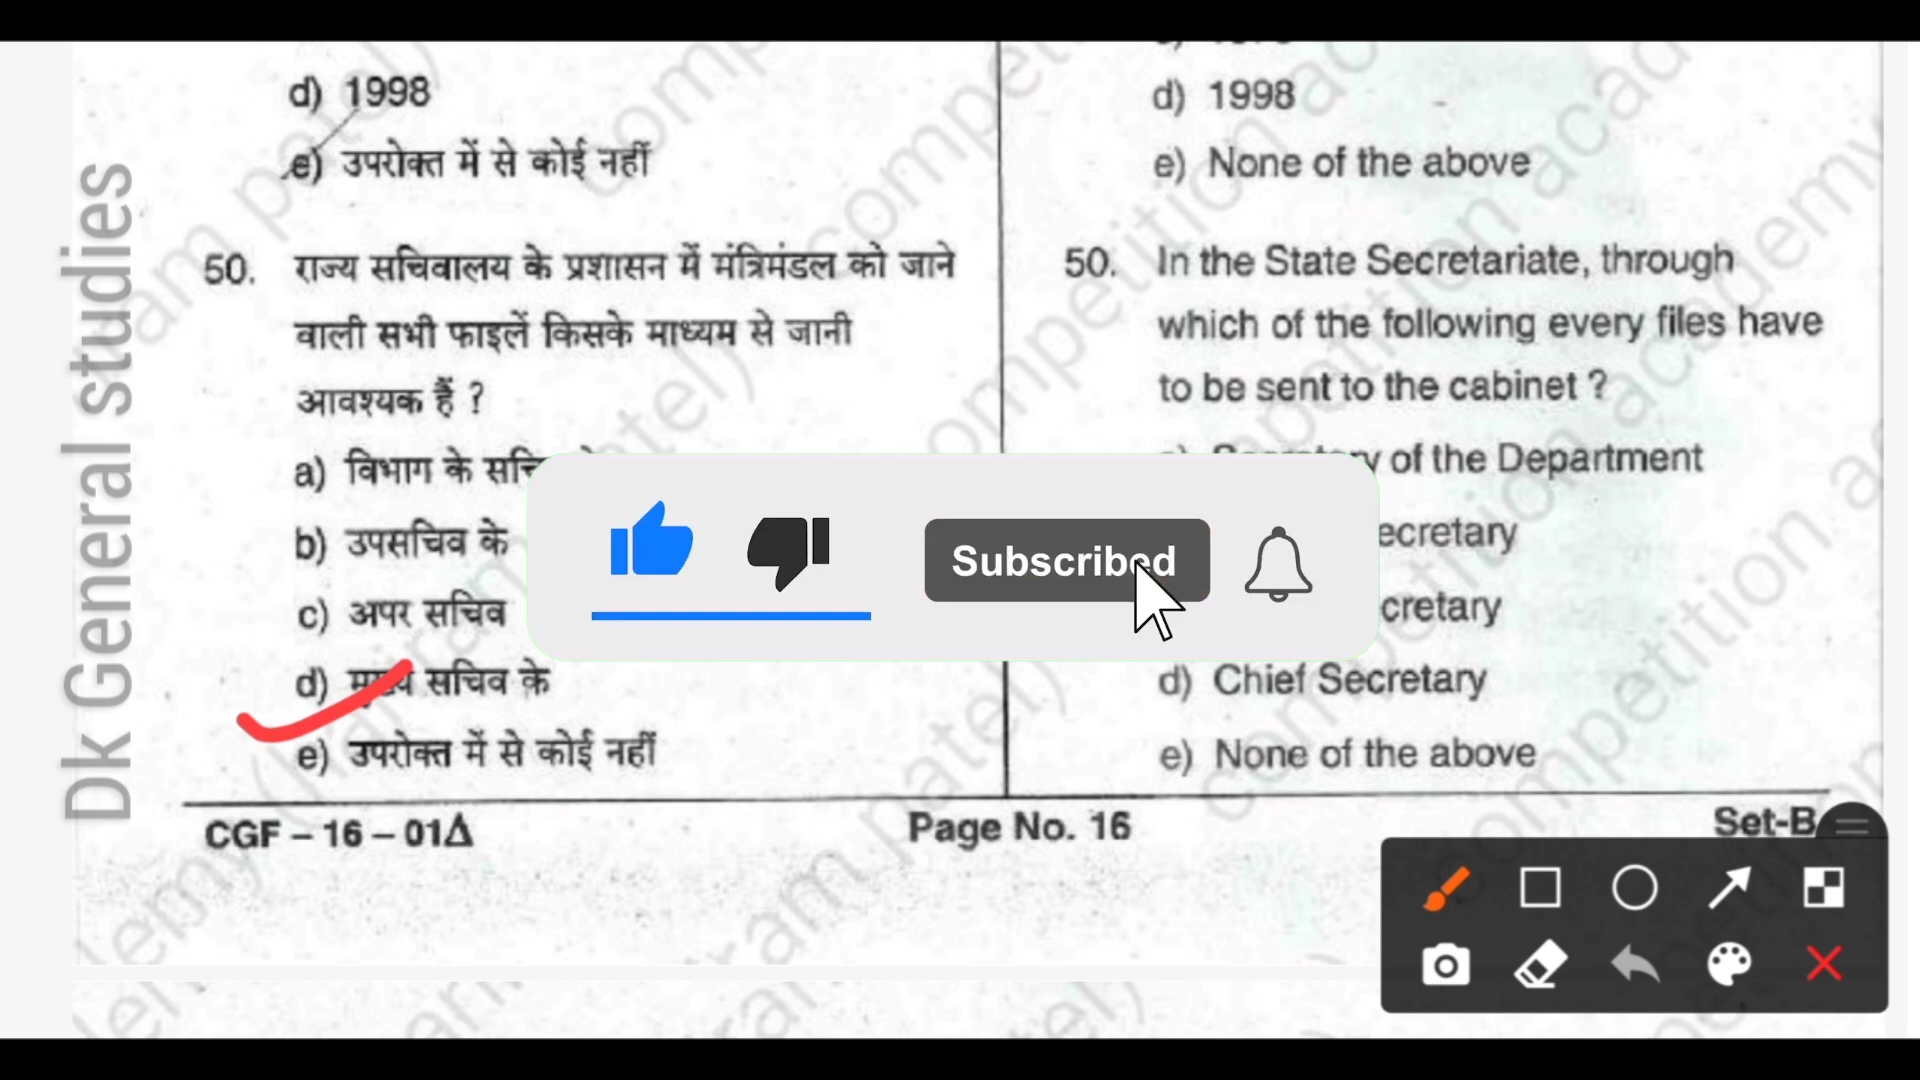 Dk General studies
d) 1998
e) उपरोक्त में से कोई नहीं
50. राज्य सचिवालय के प्रशासन में मंत्रिमंडल को जाने
वाली सभी फाइलें किसके माध्यम से जानी
आवश्यक हैं ?
a) विभाग के
b) उपसचिव के
c) अपर सचिव
d) मुख्य सचिव के
e) उपरोक्त में से कोई नहीं
d) 1998
e) None of the above
50. In the State Secretariate, through
which of the following every files have
to be sent to the cabinet ?
of the Department
d) Chief Secretary
e) None of the above
Subscribed
CGF – 16 – 01Δ
Page No. 16
Set-B
competition academy